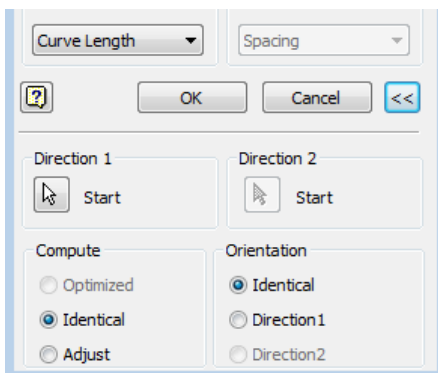 Curve Length Spacing
OK Cancel <<
Direction 1 Direction 2
Start Start
Compute Orientation
Optimized Identical
Identical Direction1
Adjust Direction2